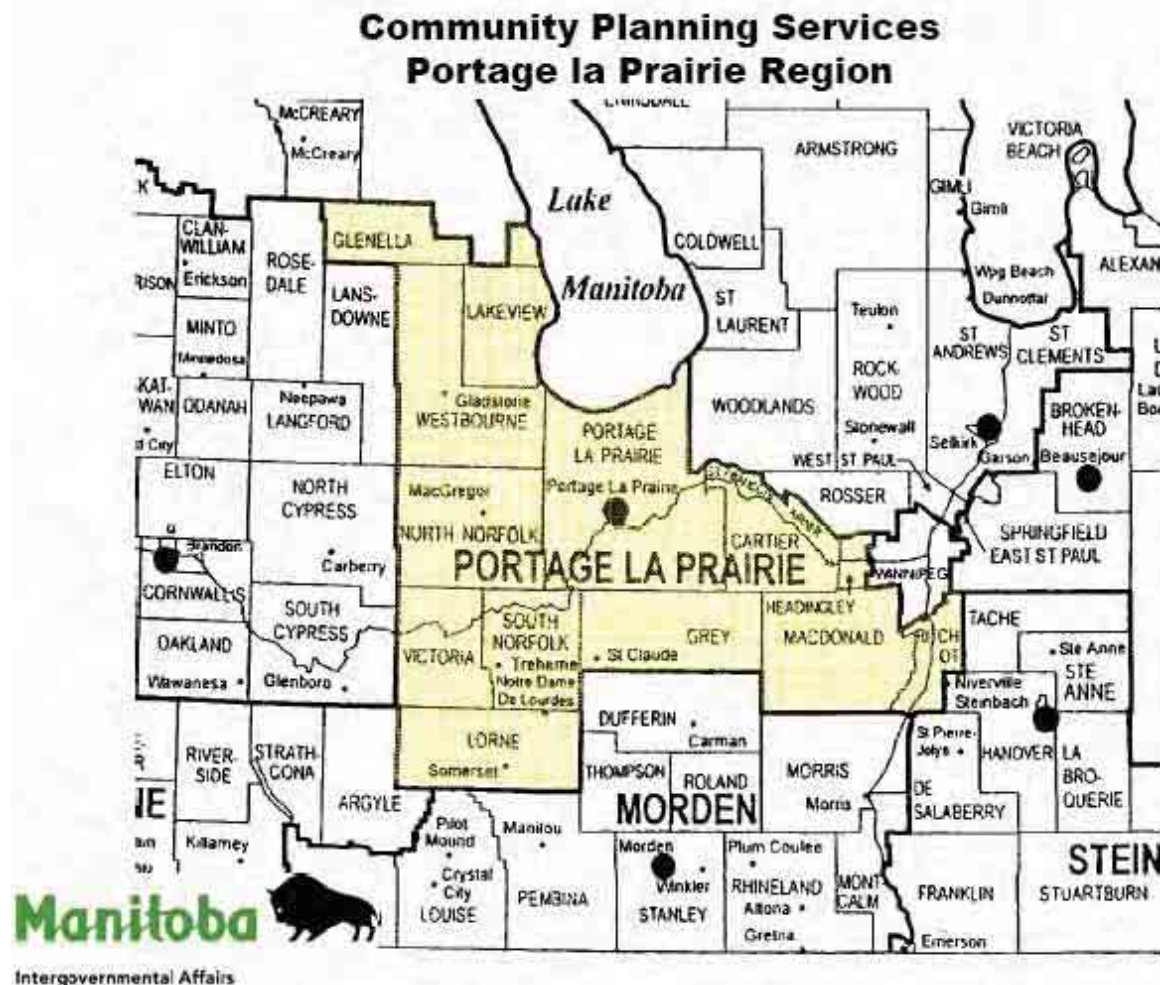 Community Planning Services
Portage la Prairie Region
McCREARY
McCreary
Lake
Manitoba
ARMSTRONG
VICTORIA
BEACH
GIMLI
Gimli
K
CLAN-
WILLIAM
Erickson
GLENELLA
ROSE-
DALE
COLDWELL
ALEXAN
Wpg Beach
Dunnottar
LANS-
DOWNE
LAKEVIEW
ST
LAURENT
Teulon
ST
ANDREWS
ST
CLEMENTS
MINTO
Minnedosa
ODANAH
Neepawa
LANGFORD
Gladstone
WESTBOURNE
WOODLANDS
ROCK
WOOD
Stonewall
Selkirk
Garson
BROKEN-
HEAD
Beausejour
ELTON
NORTH
CYPRESS
Carberry
MacGregor
NORTH NORFOLK
PORTAGE
LA PRAIRIE
Portage La Prairie
WEST ST PAUL
ROSSER
SPRINGFIELD
EAST ST PAUL
CARTIER
PORTAGE LA PRAIRIE
WINNIPEG
Brandon
CORNWALLIS
SOUTH
CYPRESS
HEADINGLEY
MACDONALD
TACHE
OAKLAND
Wawanesa
Glenboro
VICTORIA
SOUTH
NORFOLK
Treherne
Notre Dame
De Lourdes
GREY
St Claude
Ste Anne
STE
ANNE
Niverville
Steinbach
DUFFERIN
Carman
LORNE
Somerset
RIVER-
SIDE
STRATH-
CONA
ARGYLE
THOMPSON
ROLAND
MORDEN
MORRIS
Morris
St Pierre-
Jolys
HANOVER
LA
BRO-
QUERIE
DE
SALABERRY
Killarney
Pilot
Mound
Crystal
City
LOUISE
Manitou
PEMBINA
Morden
Winkler
STANLEY
Plum Coulee
RHINELAND
Altona
Gretna
MONT
CALM
FRANKLIN
Emerson
STEIN
STUARTBURN
Manitoba
Intergovernmental Affairs